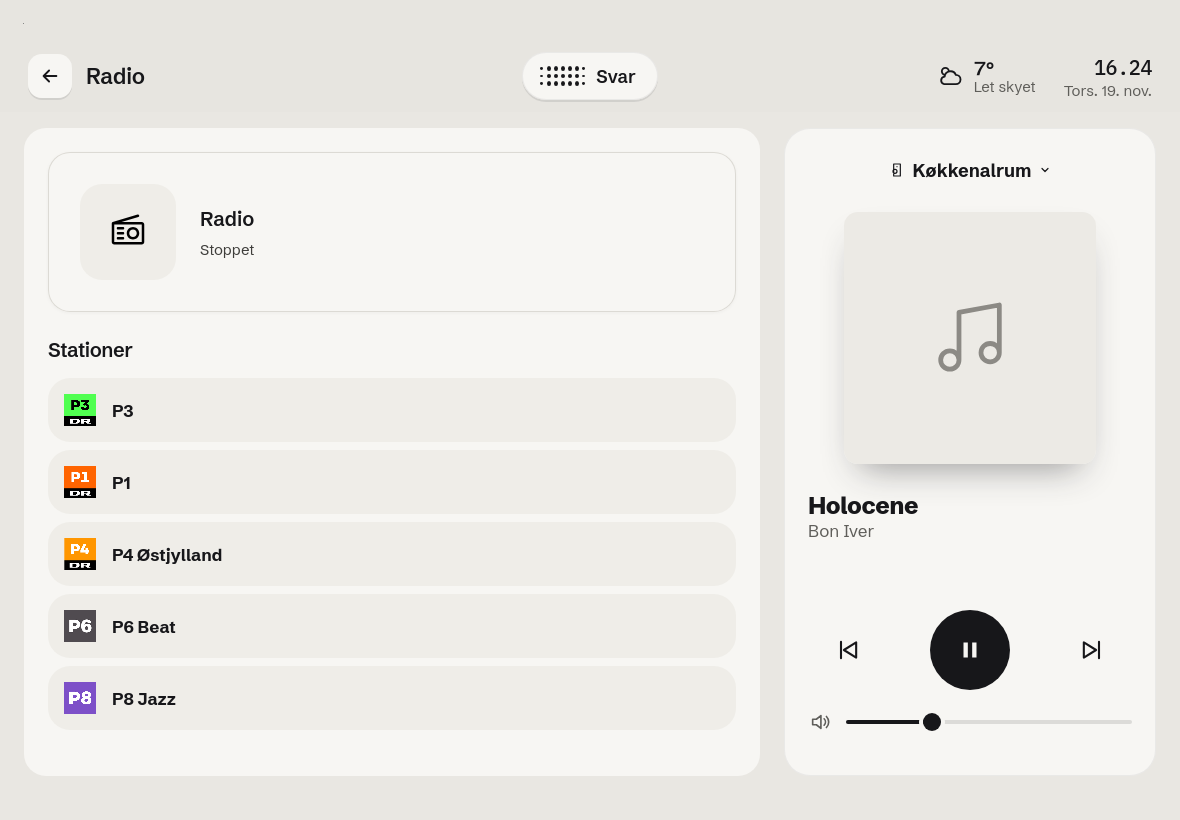 Radio
Svar
7°
Let skyet
16.24
Tors. 19. nov.
Radio
Stoppet
Stationer
P3
DR
P3
P1
DR
P1
P4
DR
P4 Østjylland
P6
P6 Beat
P8
P8 Jazz
Køkkenalrum
Holocene
Bon Iver